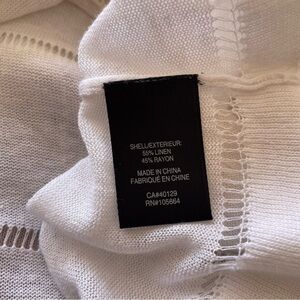 SHELL/EXTERIEUR:
55% LINEN
45% RAYON
MADE IN CHINA
FABRIQUÉ EN CHINE
CA#40129
RN#105664